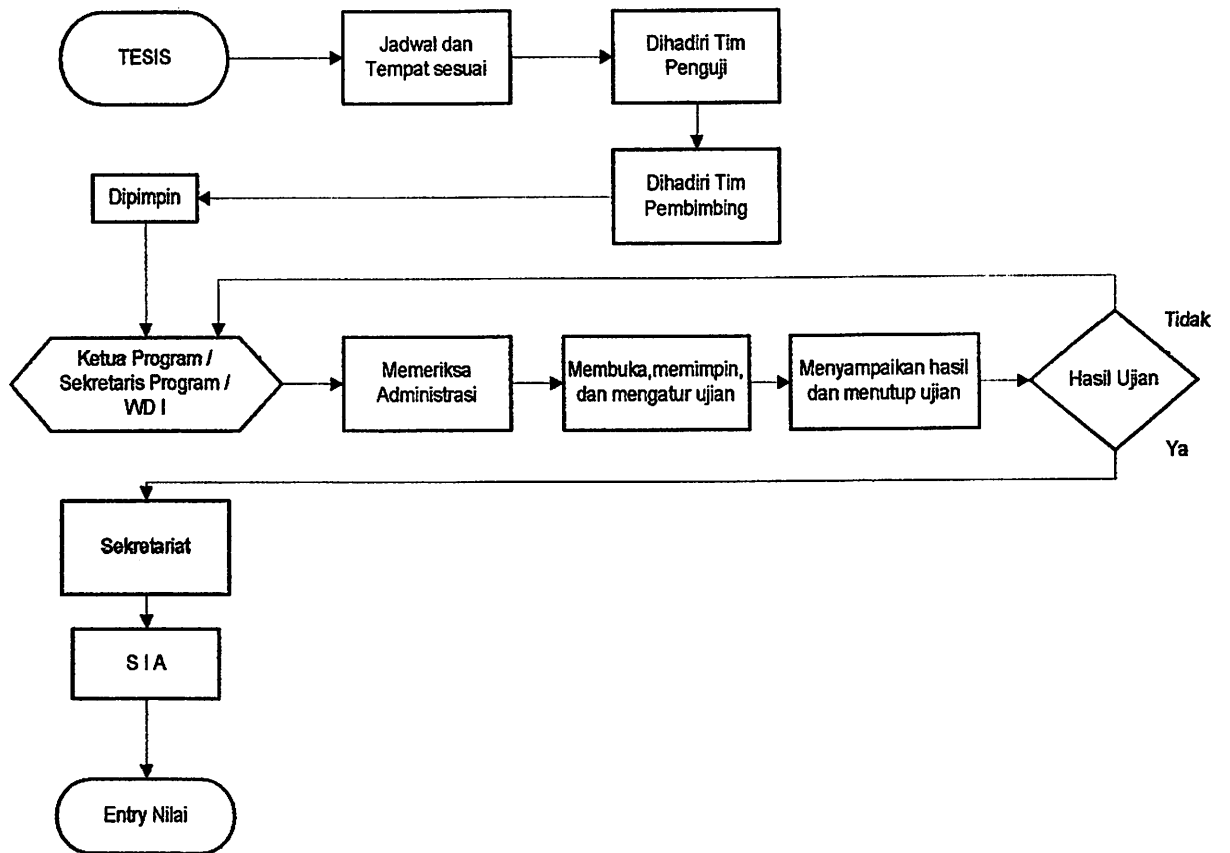 TESIS
Jadwal dan
Tempat sesuai
Dihadiri Tim
Penguji
Dihadiri Tim
Pembimbing
Dipimpin
Ketua Program /
Sekretaris Program /
WD I
Memeriksa
Administrasi
Membuka,memimpin,
dan mengatur ujian
Menyampaikan hasil
dan menutup ujian
Hasil Ujian
Tidak
Ya
Sekretariat
S I A
Entry Nilai